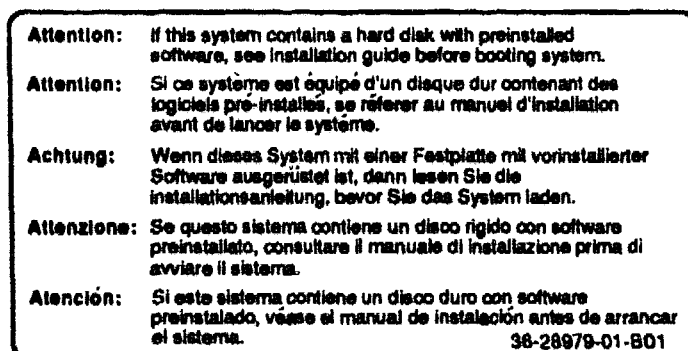 Attention: If this system contains a hard disk with preinstalled
software, see installation guide before booting system.
Attention: Si ce système est équipé d'un disque dur contenant des
logiciels pré-installés, se référer au manuel d'installation
avant de lancer le systéme.
Achtung: Wenn dieses System mit einer Festplatte mit vorinstallierter
Software ausgerüstet ist, dann lesen Sie die
installationsanleitung, bevor Sie das System laden.
Attenzione: Se questo sistema contiene un disco rigido con software
preinstallato, consultare il manuale di installazione prima di
avviare il sistema.
Atención: Si este sistema contiene un disco duro con software
preinstalado, véase el manual de instalación antes de arrancar
el sistema.
36-28979-01-B01